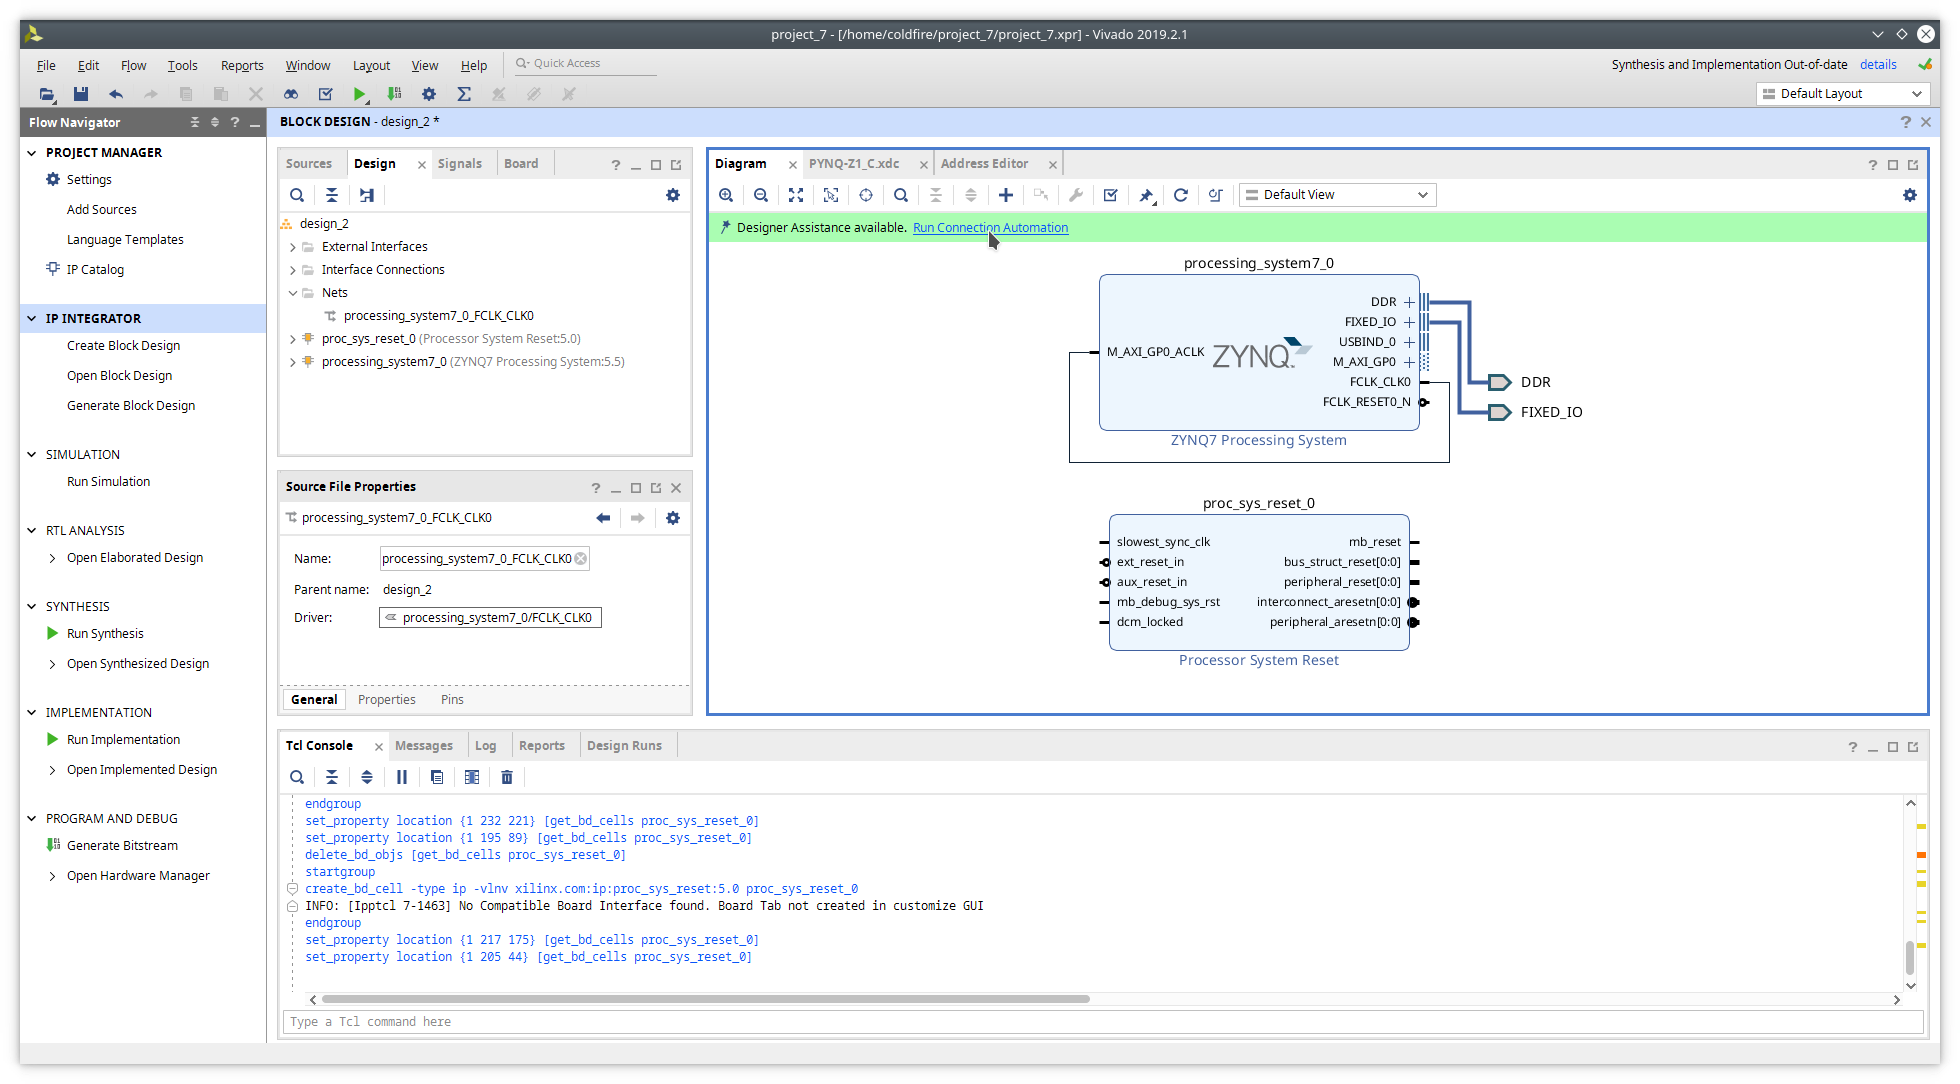 project_7 - [/home/coldfire/project_7/project_7.xpr] - Vivado 2019.2.1
File Edit Flow Tools Reports Window Layout View Help Quick Access
Synthesis and Implementation Out-of-date details
Default Layout
Flow Navigator
PROJECT MANAGER
Settings
Add Sources
Language Templates
IP Catalog
IP INTEGRATOR
Create Block Design
Open Block Design
Generate Block Design
SIMULATION
Run Simulation
RTL ANALYSIS
Open Elaborated Design
SYNTHESIS
Run Synthesis
Open Synthesized Design
IMPLEMENTATION
Run Implementation
Open Implemented Design
PROGRAM AND DEBUG
Generate Bitstream
Open Hardware Manager
BLOCK DESIGN - design_2 *
Sources Design Signals Board
design_2
External Interfaces
Interface Connections
Nets
processing_system7_0_FCLK_CLK0
proc_sys_reset_0 (Processor System Reset:5.0)
processing_system7_0 (ZYNQ7 Processing System:5.5)
Source File Properties
processing_system7_0_FCLK_CLK0
Name: processing_system7_0_FCLK_CLK0
Parent name: design_2
Driver: processing_system7_0/FCLK_CLK0
General Properties Pins
Diagram PYNQ-Z1_C.xdc Address Editor
Default View
Designer Assistance available. Run Connection Automation
processing_system7_0
DDR
FIXED_IO
USBIND_0
M_AXI_GP0_ACLK ZYNQ M_AXI_GP0
FCLK_CLK0
FCLK_RESET0_N
DDR
FIXED_IO
ZYNQ7 Processing System
proc_sys_reset_0
slowest_sync_clk mb_reset
ext_reset_in bus_struct_reset[0:0]
aux_reset_in peripheral_reset[0:0]
mb_debug_sys_rst interconnect_aresetn[0:0]
dcm_locked peripheral_aresetn[0:0]
Processor System Reset
Tcl Console Messages Log Reports Design Runs
endgroup
set_property location {1 232 221} [get_bd_cells proc_sys_reset_0]
set_property location {1 195 89} [get_bd_cells proc_sys_reset_0]
delete_bd_objs [get_bd_cells proc_sys_reset_0]
startgroup
create_bd_cell -type ip -vlnv xilinx.com:ip:proc_sys_reset:5.0 proc_sys_reset_0
INFO: [Ipptcl 7-1463] No Compatible Board Interface found. Board Tab not created in customize GUI
endgroup
set_property location {1 217 175} [get_bd_cells proc_sys_reset_0]
set_property location {1 205 44} [get_bd_cells proc_sys_reset_0]
Type a Tcl command here